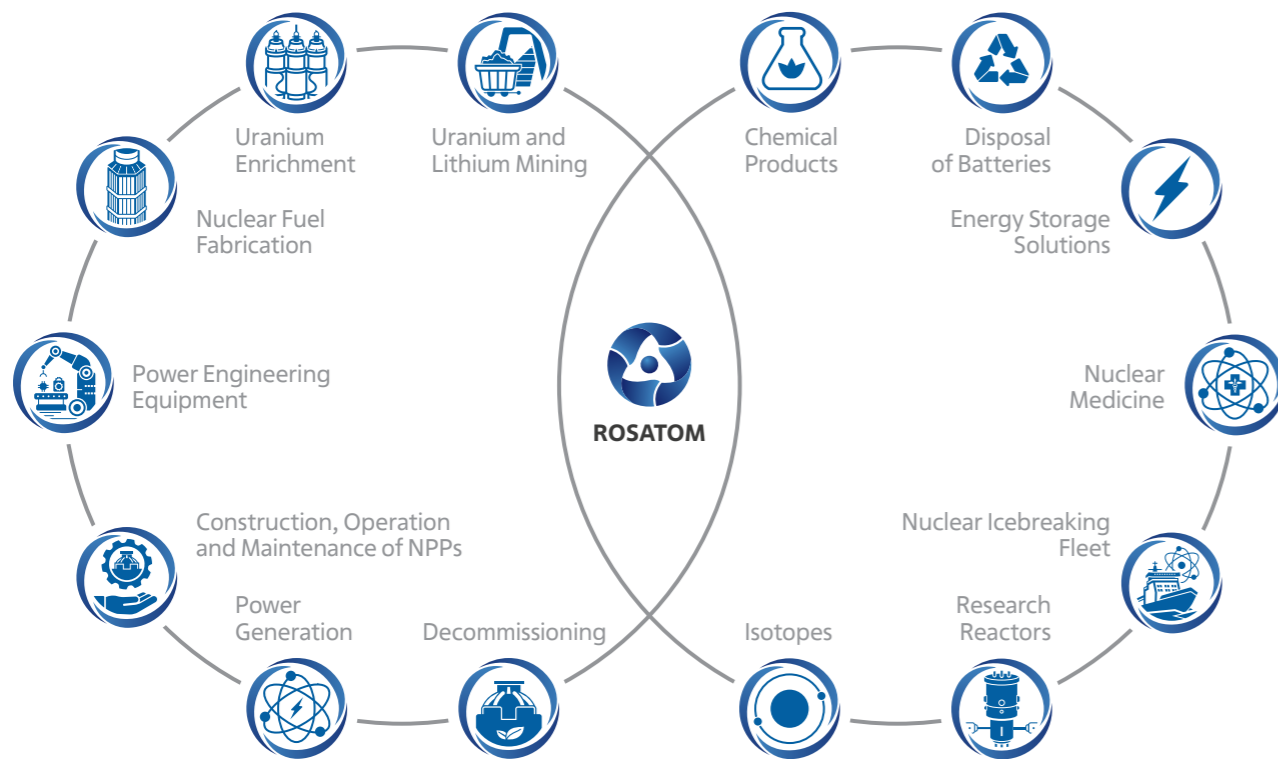 Uranium
Enrichment
Uranium and
Lithium Mining
Chemical
Products
Disposal
of Batteries
Nuclear Fuel
Fabrication
Energy Storage
Solutions
Power Engineering
Equipment
ROSATOM
Nuclear
Medicine
Construction, Operation
and Maintenance of NPPs
Nuclear Icebreaking
Fleet
Power
Generation
Decommissioning
Isotopes
Research
Reactors